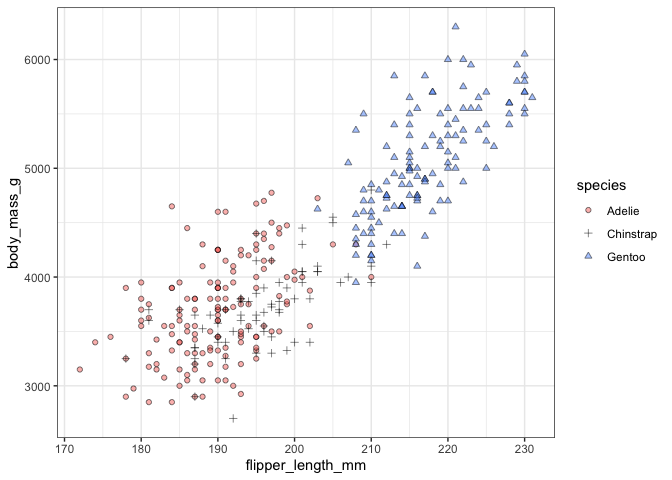 body_mass_g
6000
5000
4000
3000
170
180
190
200
210
220
230
flipper_length_mm
species
Adelie
Chinstrap
Gentoo